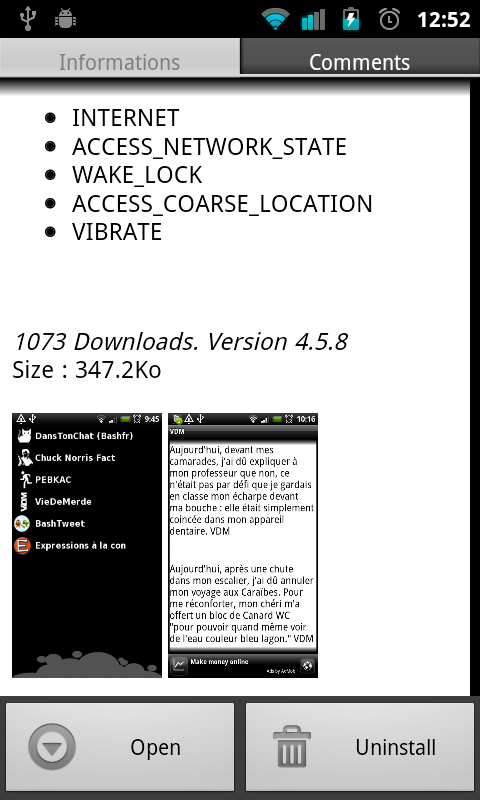 12:52
Informations Comments
INTERNET
ACCESS_NETWORK_STATE
WAKE_LOCK
ACCESS_COARSE_LOCATION
VIBRATE
1073 Downloads. Version 4.5.8
Size : 347.2Ko
9:45
DansTonChat (Bashfr)
Chuck Norris Fact
PEBKAC
VDM VieDeMerde
BashTweet
Expressions à la con
10:16
VDM
Aujourd'hui, devant mes
camarades, j'ai dû expliquer à
mon professeur que non, ce
n'était pas par défi que je gardais
en classe mon écharpe devant
ma bouche : elle était simplement
coincée dans mon appareil
dentaire. VDM
Aujourd'hui, après une chute
dans mon escalier, j'ai dû annuler
mon voyage aux Caraïbes. Pour
me réconforter, mon chéri m'a
offert un bloc de Canard WC
"pour pouvoir quand même voir
de l'eau couleur bleu lagon." VDM
Make money online
Ads by AdMob
Open Uninstall